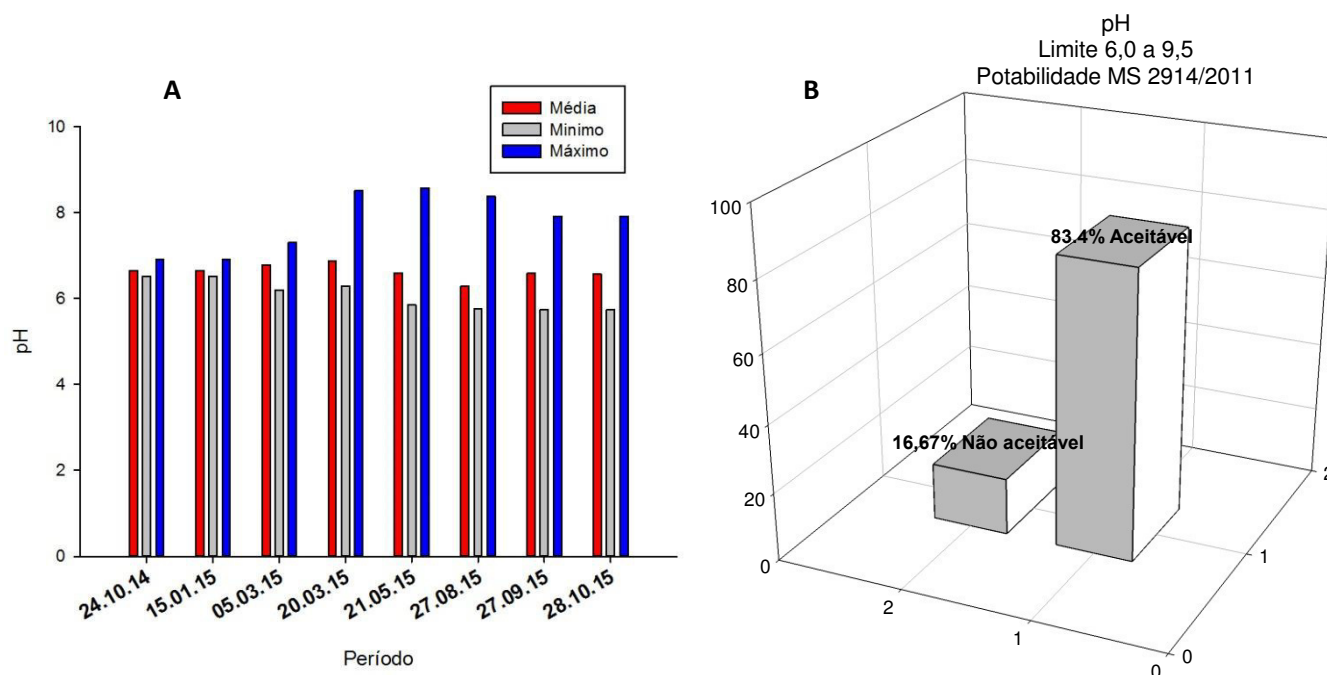 A
Média
Minimo
Máximo
10
8
6
4
2
0
pH
24.10.14
15.01.15
05.03.15
20.03.15
21.05.15
27.08.15
27.09.15
28.10.15
Período
pH
Limite 6,0 a 9,5
Potabilidade MS 2914/2011
B
100
80
60
40
20
0
83.4% Aceitável
16,67% Não aceitável
2
1
0
0
1
2